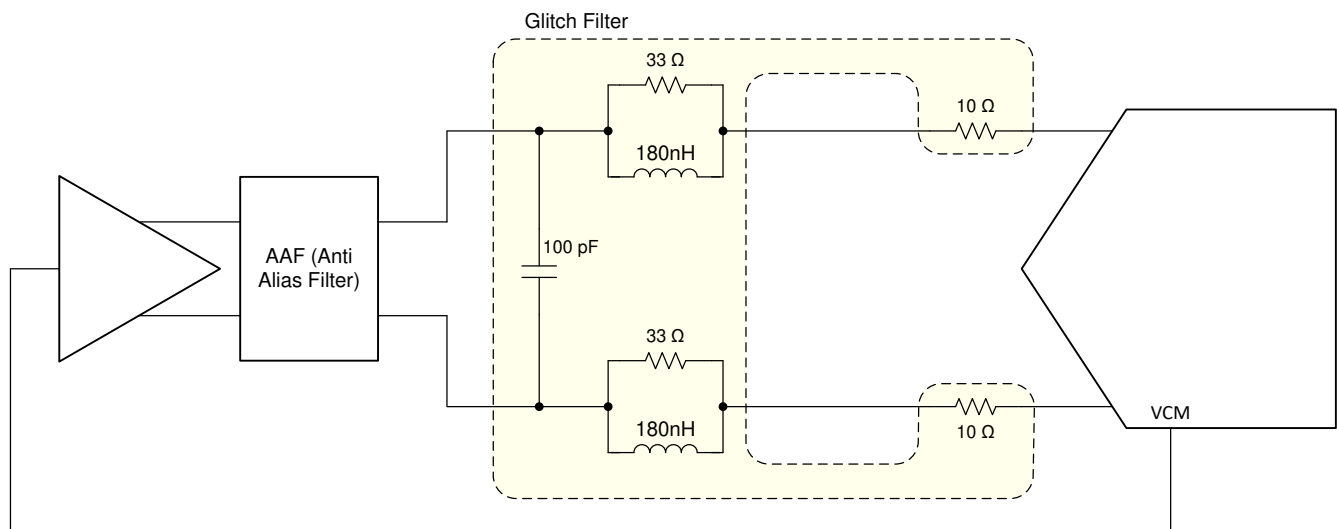 Glitch Filter
33 Ω
10 Ω
180nH
AAF (Anti
Alias Filter)
100 pF
33 Ω
180nH
10 Ω
VCM